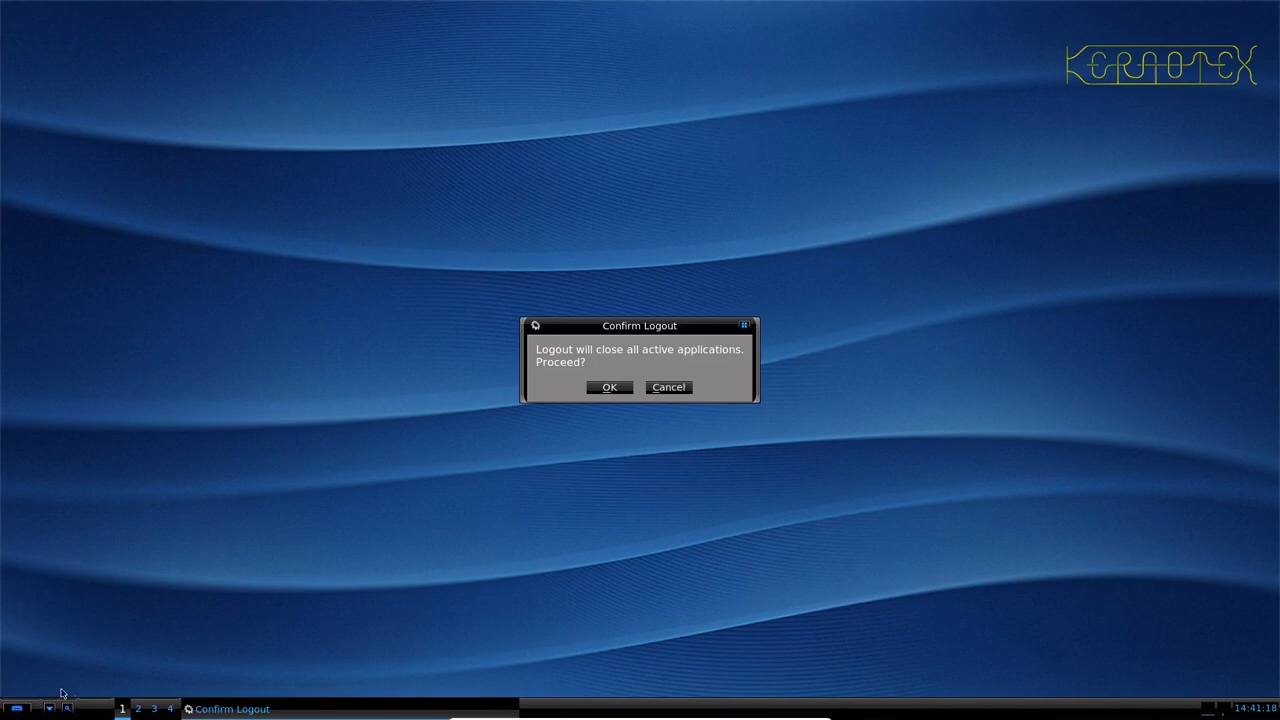 KERAOTEX
Confirm Logout
Logout will close all active applications.
Proceed?
OK Cancel
1 2 3 4 Confirm Logout 14:41:18